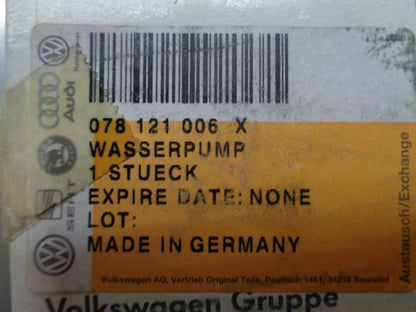 078 121 006 X
WASSERPUMP
1 STUECK
EXPIRE DATE: NONE
LOT:
MADE IN GERMANY
Volkswagen AG, Vertrieb Original Teile, Postfach 1451, 34219 Baunatal
Austausch/Exchange
Audi
SEAT
Volkswagen Gruppe